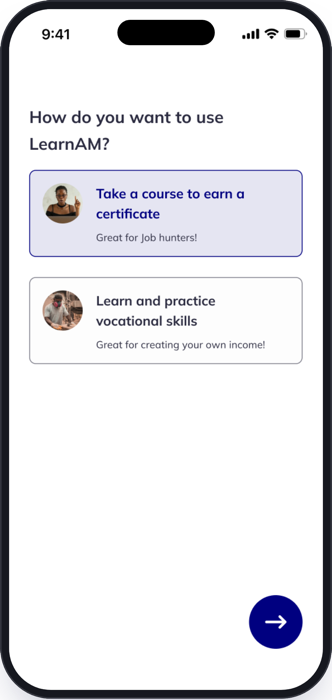 9:41
How do you want to use
LearnAM?
Take a course to earn a
certificate
Great for Job hunters!
Learn and practice
vocational skills
Great for creating your own income!